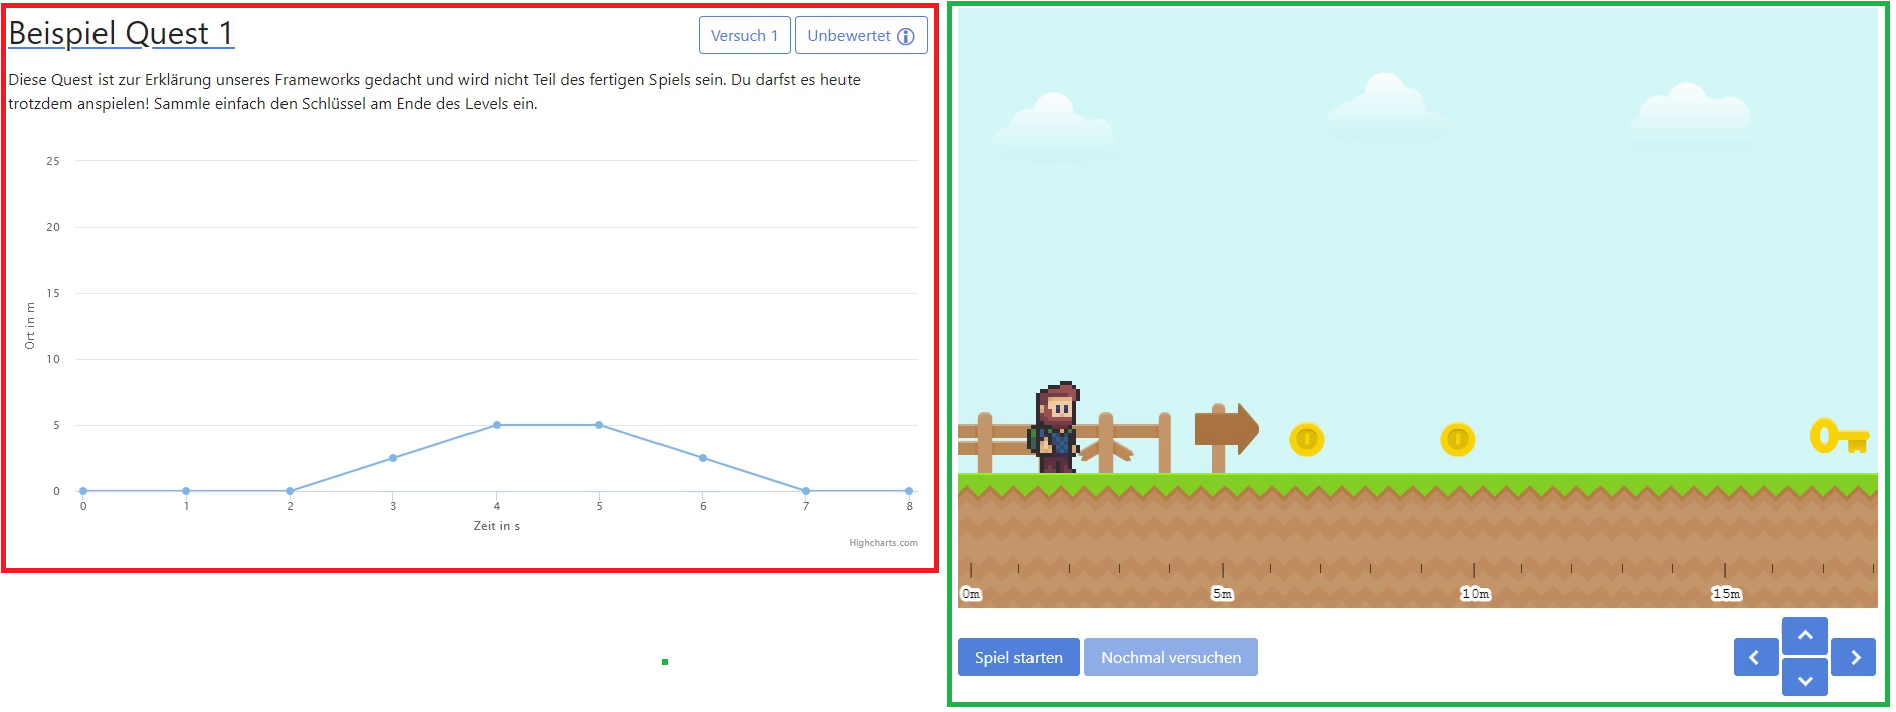 Beispiel Quest 1
Versuch 1
Unbewertet
Diese Quest ist zur Erklärung unseres Frameworks gedacht und wird nicht Teil des fertigen Spiels sein. Du darfst es heute
trotzdem anspielen! Sammle einfach den Schlüssel am Ende des Levels ein.
25
20
15
10
5
0
Ort in m
0 1 2 3 4 5 6 7 8
Zeit in s
Highcharts.com
0m 5m 10m 15m
Spiel starten
Nochmal versuchen